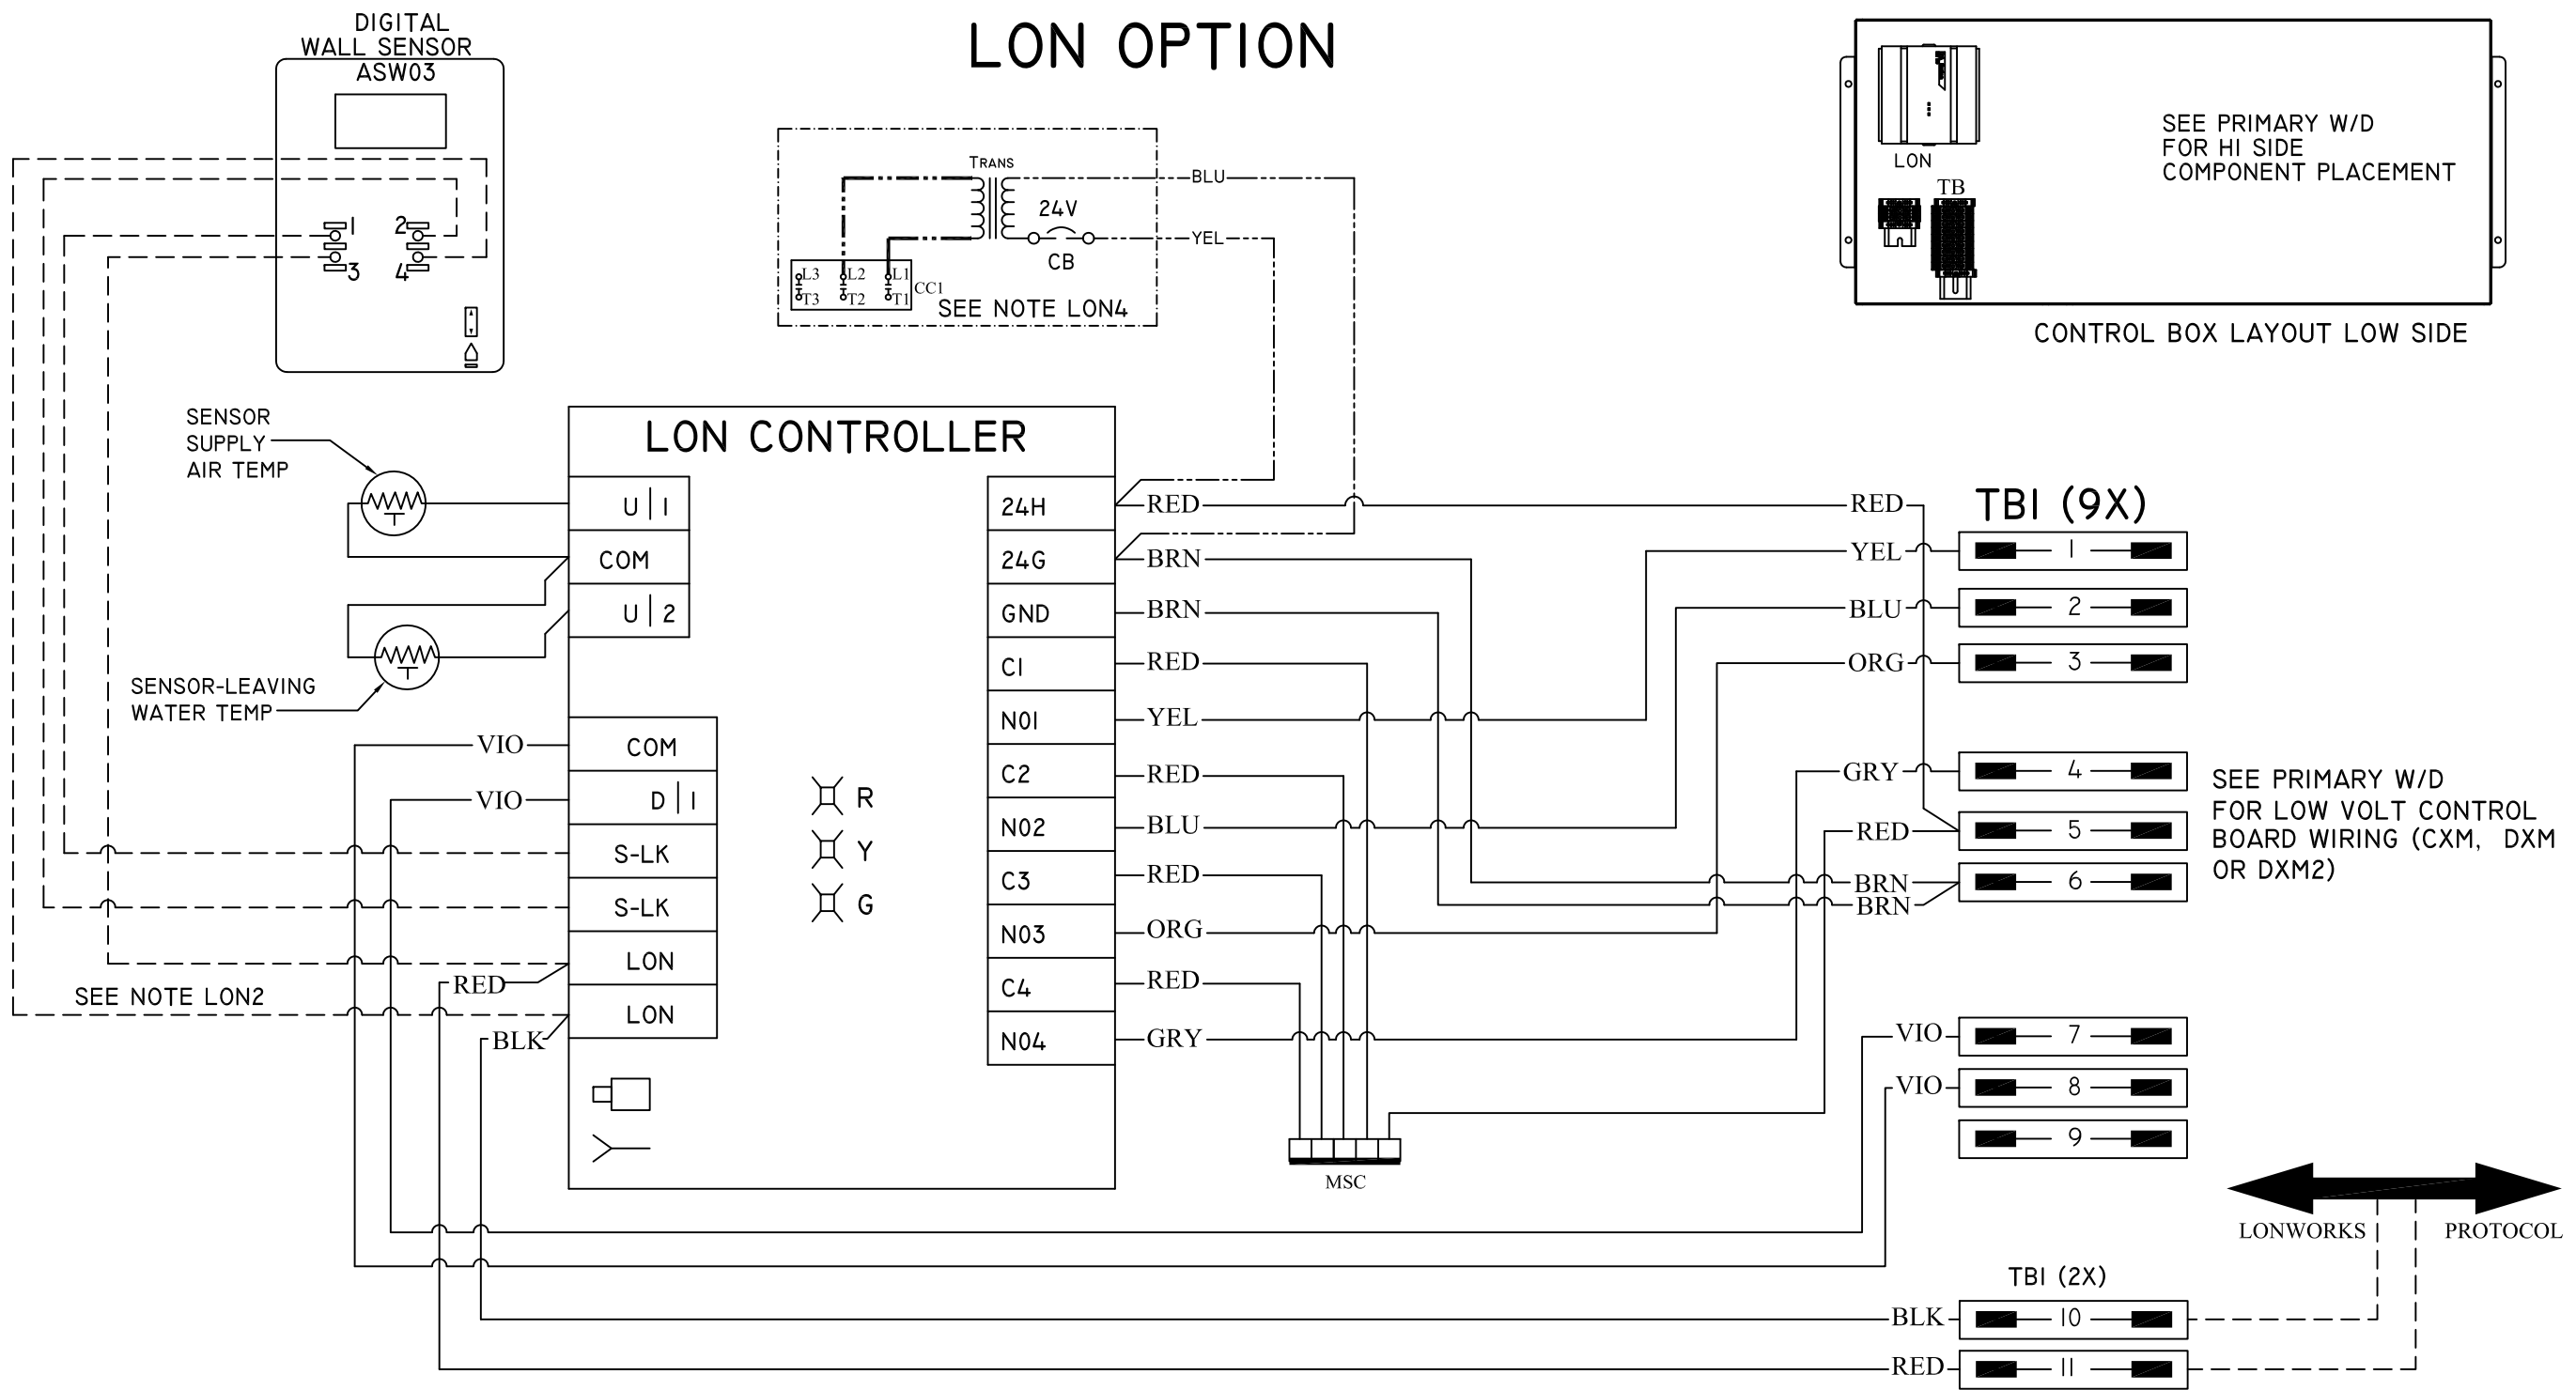 LON OPTION
DIGITAL
WALL SENSOR
ASW03
1
2
3
4
TRANS
BLU
24V
YEL
CB
L3
L2
L1
T3
T2
T1
CC1
SEE NOTE LON4
LON
TB
SEE PRIMARY W/D
FOR HI SIDE
COMPONENT PLACEMENT
CONTROL BOX LAYOUT LOW SIDE
SENSOR
SUPPLY
AIR TEMP
SENSOR-LEAVING
WATER TEMP
LON CONTROLLER
U|1
COM
U|2
VIO
COM
VIO
D|1
S-LK
S-LK
LON
RED
LON
BLK
SEE NOTE LON2
R
Y
G
24H
RED
24G
BRN
GND
BRN
C1
RED
N01
YEL
C2
RED
N02
BLU
C3
RED
N03
ORG
C4
RED
N04
GRY
MSC
TB1 (9X)
RED
YEL
1
BLU
2
ORG
3
GRY
4
RED
5
BRN
6
BRN
VIO
7
VIO
8
9
SEE PRIMARY W/D
FOR LOW VOLT CONTROL
BOARD WIRING (CXM, DXM
OR DXM2)
LONWORKS
PROTOCOL
TB1 (2X)
BLK
10
RED
11